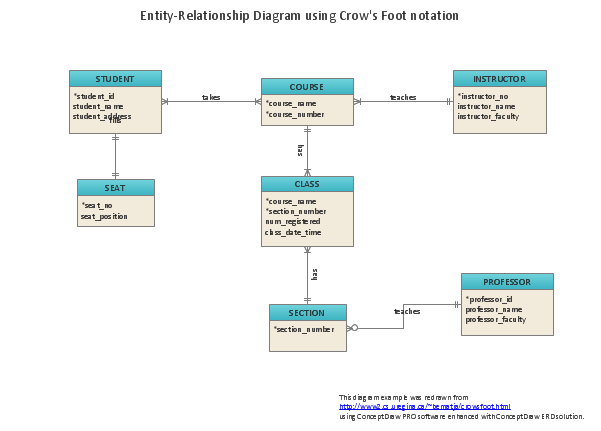 Entity-Relationship Diagram using Crow's Foot notation
STUDENT
*student_id
student_name
student_address
fills
takes
COURSE
*course_name
*course_number
teaches
INSTRUCTOR
*instructor_no
instructor_name
instructor_faculty
has
SEAT
*seat_no
seat_position
CLASS
*course_name
*section_number
num_registered
class_date_time
has
SECTION
*section_number
teaches
PROFESSOR
*professor_id
professor_name
professor_faculty
This diagram example was redrawn from
using ConceptDraw PRO software enhanced with ConceptDraw ERD solution.